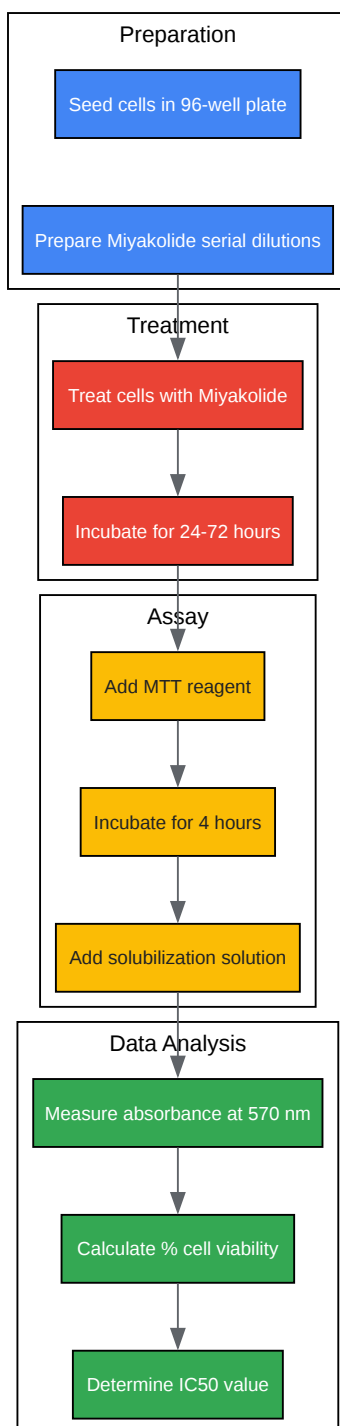 Preparation
Seed cells in 96-well plate
Prepare Miyakolide serial dilutions
Treatment
Treat cells with Miyakolide
Incubate for 24-72 hours
Assay
Add MTT reagent
Incubate for 4 hours
Add solubilization solution
Data Analysis
Measure absorbance at 570 nm
Calculate % cell viability
Determine IC50 value